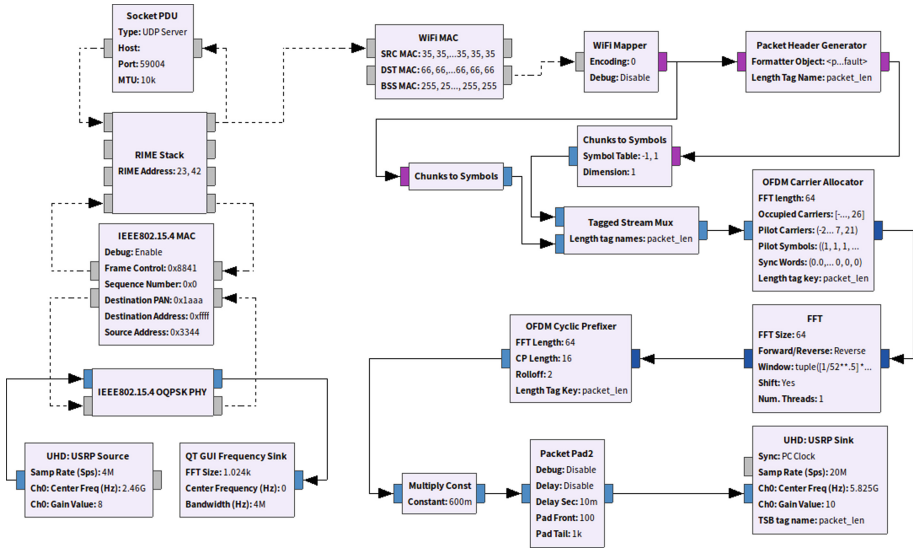 Socket PDU
Type: UDP Server
Host:
Port: 59004
MTU: 10k
WiFi MAC
SRC MAC: 35, 35,...35, 35, 35
DST MAC: 66, 66,...66, 66, 66
BSS MAC: 255, 25..., 255, 255
WiFi Mapper
Encoding: 0
Debug: Disable
Packet Header Generator
Formatter Object: <p...fault>
Length Tag Name: packet_len
RIME Stack
RIME Address: 23, 42
Chunks to Symbols
Chunks to Symbols
Symbol Table: -1, 1
Dimension: 1
Tagged Stream Mux
Length tag names: packet_len
OFDM Carrier Allocator
FFT length: 64
Occupied Carriers: [-..., 26]
Pilot Carriers: (-2... 7, 21)
Pilot Symbols: ((1, 1, 1, ...
Sync Words: (0.0,... 0, 0, 0)
Length tag key: packet_len
IEEE802.15.4 MAC
Debug: Enable
Frame Control: 0x8841
Sequence Number: 0x0
Destination PAN: 0x1aaa
Destination Address: 0xffff
Source Address: 0x3344
OFDM Cyclic Prefixer
FFT Length: 64
CP Length: 16
Rolloff: 2
Length Tag Key: packet_len
FFT
FFT Size: 64
Forward/Reverse: Reverse
Window: tuple([1/52**.5] *...
Shift: Yes
Num. Threads: 1
IEEE802.15.4 OQPSK PHY
UHD: USRP Source
Samp Rate (Sps): 4M
Ch0: Center Freq (Hz): 2.46G
Ch0: Gain Value: 8
QT GUI Frequency Sink
FFT Size: 1.024k
Center Frequency (Hz): 0
Bandwidth (Hz): 4M
Multiply Const
Constant: 600m
Packet Pad2
Debug: Disable
Delay: Disable
Delay Sec: 10m
Pad Front: 100
Pad Tail: 1k
UHD: USRP Sink
Sync: PC Clock
Samp Rate (Sps): 20M
Ch0: Center Freq (Hz): 5.825G
Ch0: Gain Value: 10
TSB tag name: packet_len